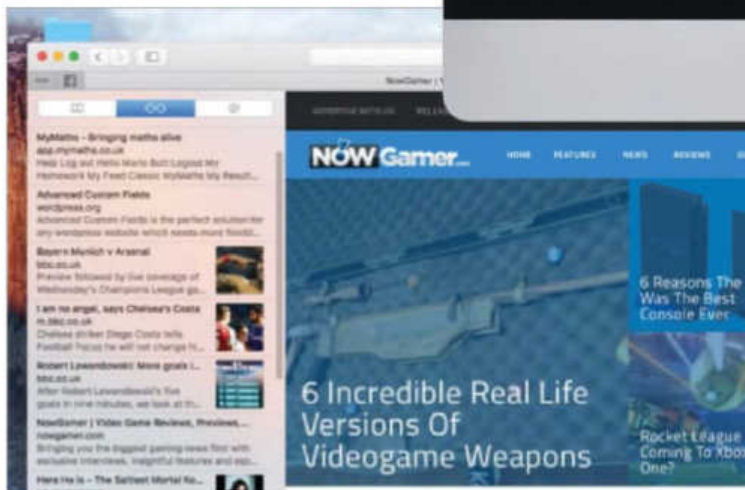 NowGamer |
MyMaths – Bringing maths alive
app.mymaths.co.uk
Help Log out Hello Mario Butt Logout My
Homework My Feed Classic MyMaths My Result...
Advanced Custom Fields
wordpress.org
Advanced Custom Fields is the perfect solution for
any wordpress website which needs more flexibl...
Bayern Munich v Arsenal
bbc.co.uk
Preview followed by live coverage of
Wednesday's Champions League ga...
I am no angel, says Chelsea's Costa
m.bbc.co.uk
Chelsea striker Diego Costa tells
Football Focus he will not change hi...
Robert Lewandowski: More goals i...
bbc.co.uk
After Robert Lewandowski's five
goals in nine minutes, we look at th...
NowGamer | Video Game Reviews, Previews,...
nowgamer.com
Bringing you the biggest gaming news first with
exclusive interviews, insightful features and exp...
Here He is – The Saltiest Mortal Ko...
ADVERTISE WITH US
NOW Gamer.com
HOME FEATURES NEWS REVIEWS
6 Incredible Real Life
Versions Of
Videogame Weapons
6 Reasons The
Was The Best
Console Ever
Rocket League
Coming To Xbox
One?